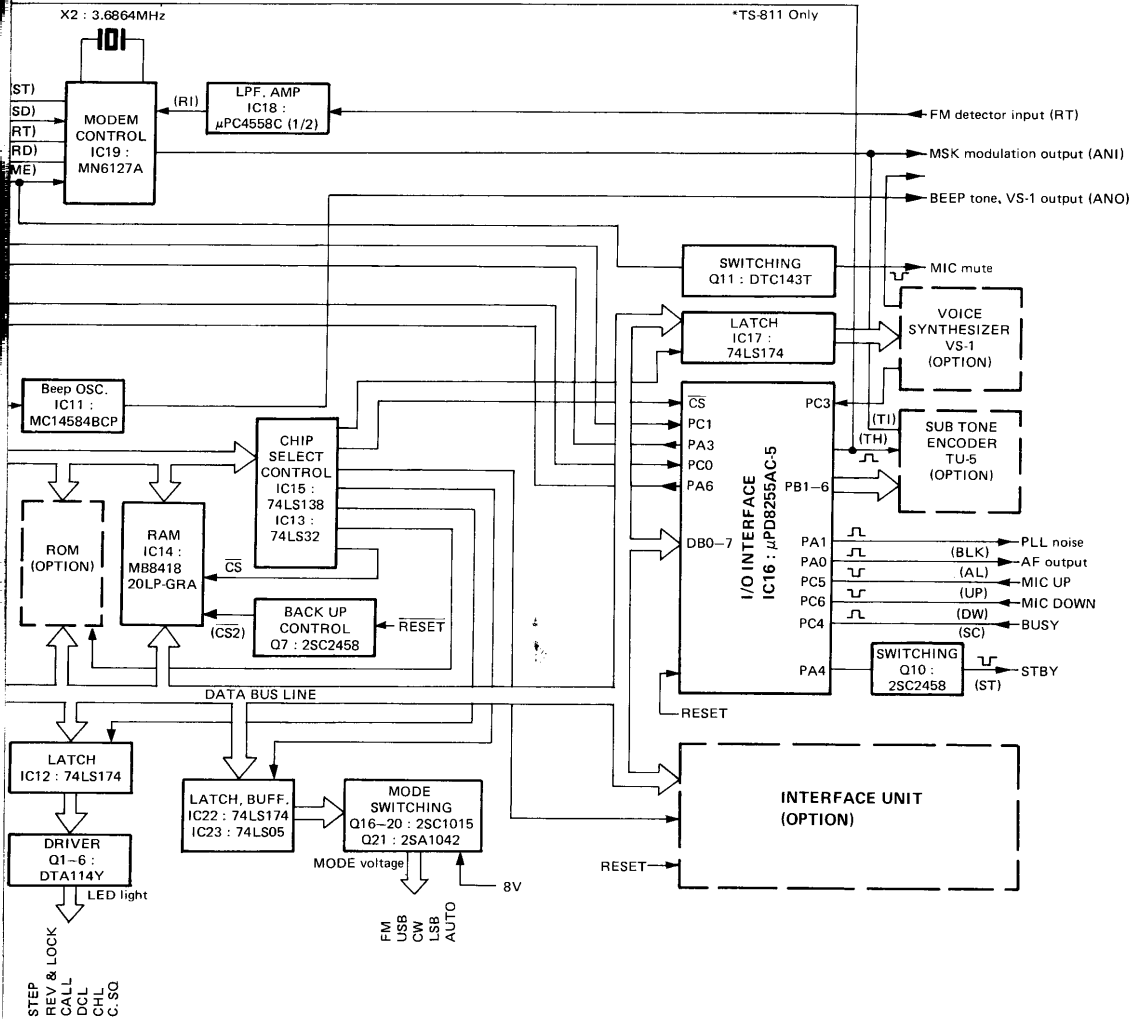 X2 : 3.6864MHz
*TS-811 Only
(ST)
(SD)
(RT)
(RD)
(ME)
MODEM
CONTROL
IC19 :
MN6127A
(RI)
LPF, AMP
IC18 :
μPC4558C (1/2)
FM detector input (RT)
MSK modulation output (ANI)
BEEP tone, VS-1 output (ANO)
SWITCHING
Q11 : DTC143T
MIC mute
LATCH
IC17 :
74LS174
VOICE
SYNTHESIZER
VS-1
(OPTION)
Beep OSC.
IC11 :
MC14584BCP
CHIP
SELECT
CONTROL
IC15 :
74LS138
IC13 :
74LS32
CS
PC1
PA3
PC0
PA6
DB0-7
I/O INTERFACE
IC16 : μPD8255AC-5
PC3
PB1-6
PA1
PA0
PC5
PC6
PC4
PA4
(TI)
(TH)
SUB TONE
ENCODER
TU-5
(OPTION)
PLL noise
(BLK)
AF output
(AL)
MIC UP
(UP)
MIC DOWN
(DW)
BUSY
(SC)
SWITCHING
Q10 :
2SC2458
STBY
(ST)
RESET
ROM
(OPTION)
RAM
IC14 :
MB8418
20LP-GRA
CS
(CS2)
BACK UP
CONTROL
Q7 : 2SC2458
RESET
DATA BUS LINE
LATCH
IC12 : 74LS174
DRIVER
Q1-6 :
DTA114Y
LED light
STEP
REV & LOCK
CALL
DCL
CHL
C.SQ
LATCH, BUFF.
IC22 : 74LS174
IC23 : 74LS05
MODE
SWITCHING
Q16-20 : 2SC1015
Q21 : 2SA1042
MODE voltage
8V
FM
USB
CW
LSB
AUTO
INTERFACE UNIT
(OPTION)
RESET